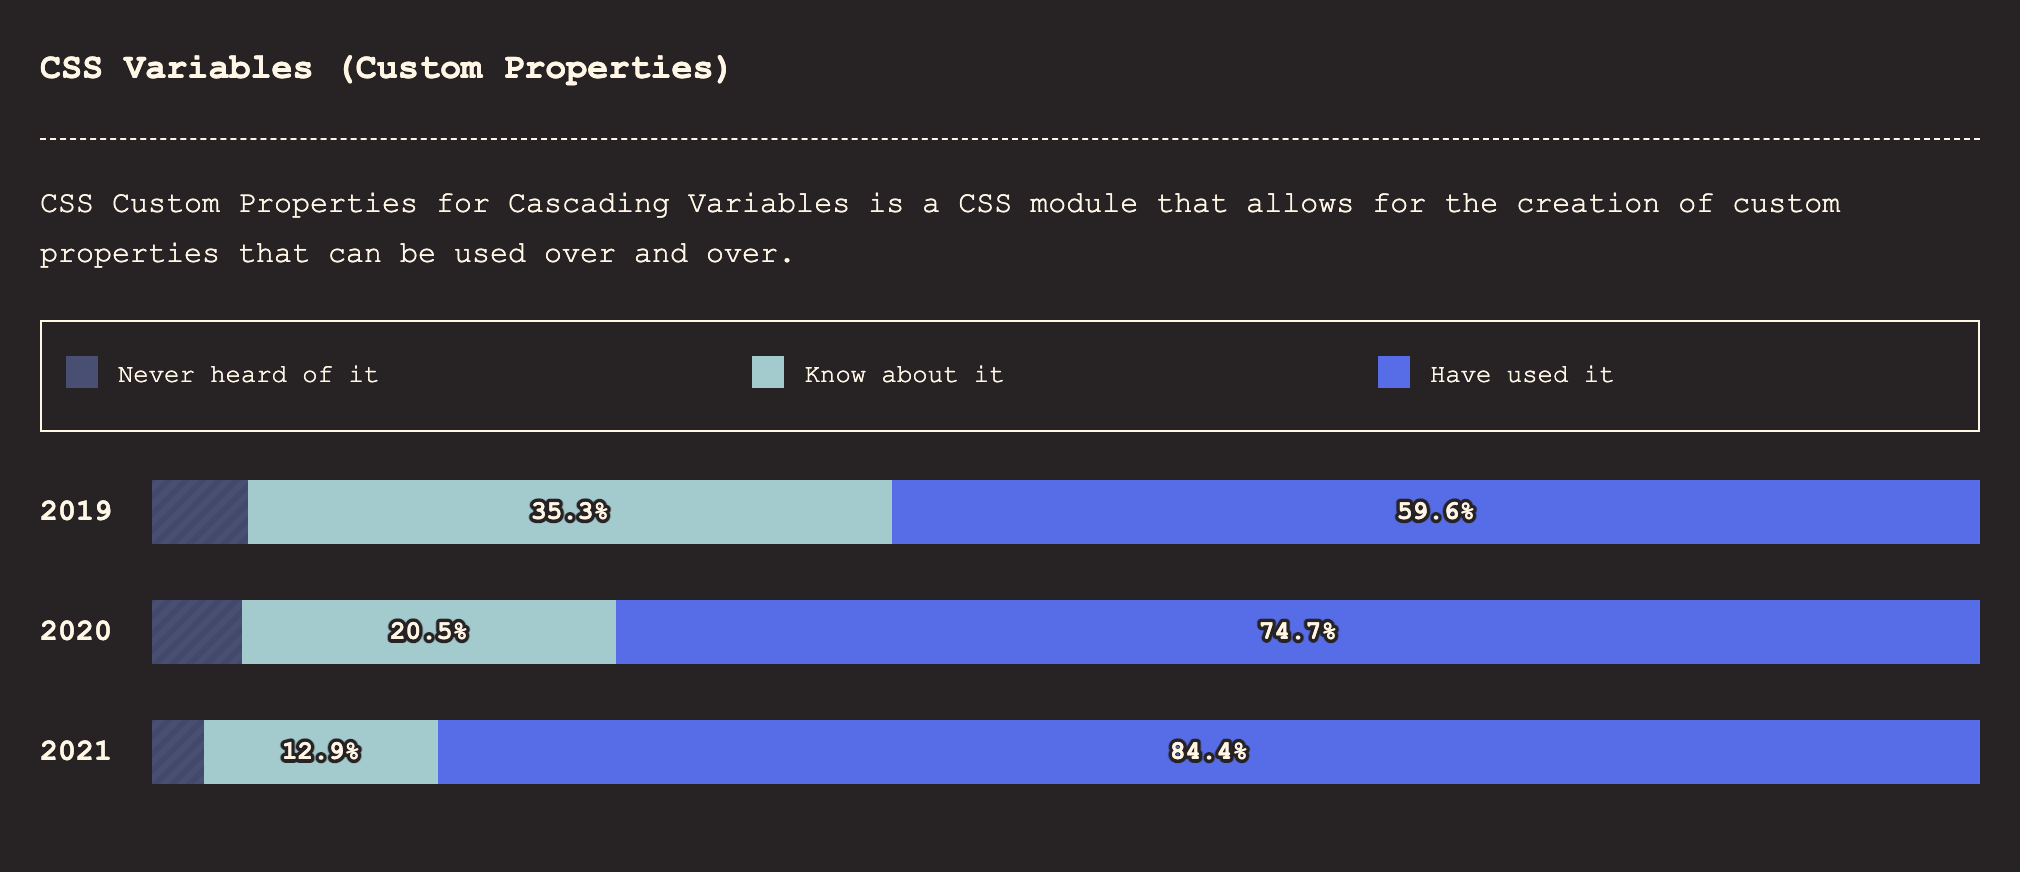 CSS Variables (Custom Properties)
CSS Custom Properties for Cascading Variables is a CSS module that allows for the creation of custom
properties that can be used over and over.
Never heard of it
Know about it
Have used it
2019
35.3%
59.6%
2020
20.5%
74.7%
2021
12.9%
84.4%